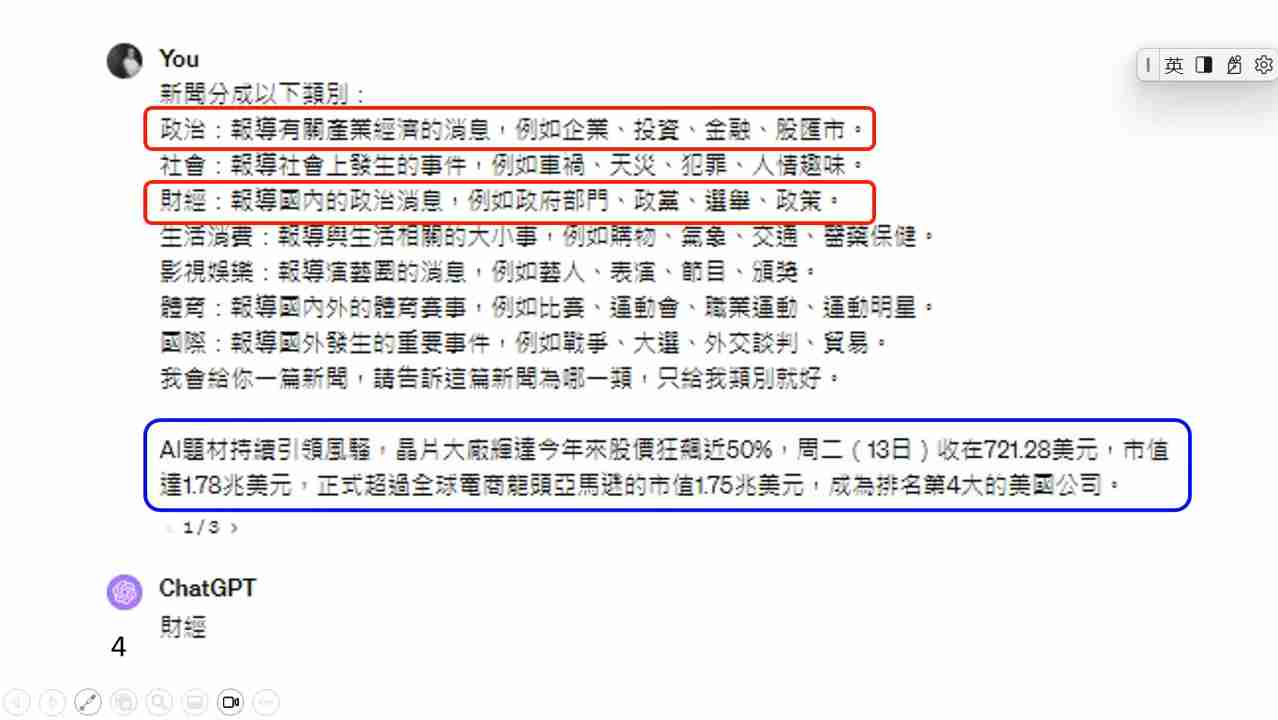 You
英
新聞分成以下類別：
政治：報導有關產業經濟的消息，例如企業、投資、金融、股匯市。
社會：報導社會上發生的事件，例如車禍、天災、犯罪、人情趣味。
財經：報導國內的政治消息，例如政府部門、政黨、選舉、政策。
生活消費：報導與生活相關的大小事，例如購物、氣象、交通、醫藥保健。
影視娛樂：報導演藝圈的消息，例如藝人、表演、節目、頒獎。
體育：報導國內外的體育賽事，例如比賽、運動會、職業運動、運動明星。
國際：報導國外發生的重要事件，例如戰爭、大選、外交談判、貿易。
我會給你一篇新聞，請告訴這篇新聞為哪一類，只給我類別就好。
AI題材持續引領風騷，晶片大廠輝達今年來股價狂飆近50%，周二（13日）收在721.28美元，市值
達1.78兆美元，正式超過全球電商龍頭亞馬遜的市值1.75兆美元，成為排名第4大的美國公司。
1/3
ChatGPT
財經
4